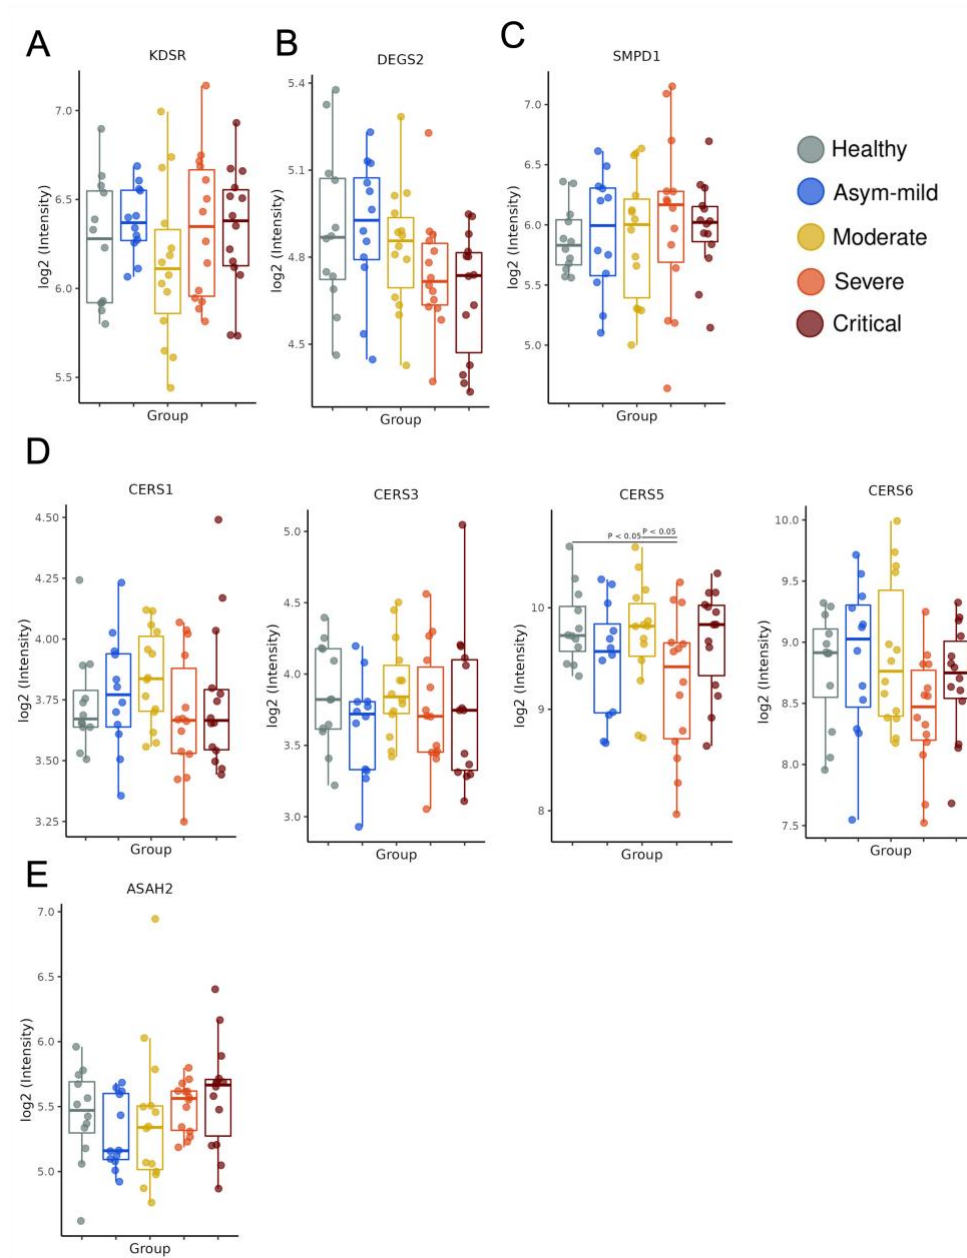 A
B
C
KDSR
DEGS2
SMPD1
log2 (Intensity)
7.0
6.5
6.0
5.5
Group
log2 (Intensity)
5.4
5.1
4.8
4.5
Group
log2 (Intensity)
7.0
6.5
6.0
5.5
5.0
Group
Healthy
Asym-mild
Moderate
Severe
Critical
D
CERS1
CERS3
CERS5
CERS6
log2 (Intensity)
4.50
4.25
4.00
3.75
3.50
3.25
Group
log2 (Intensity)
5.0
4.5
4.0
3.5
3.0
Group
log2 (Intensity)
P < 0.05
P < 0.05
10
9
8
Group
log2 (Intensity)
10.0
9.5
9.0
8.5
8.0
7.5
Group
E
ASAH2
log2 (Intensity)
7.0
6.5
6.0
5.5
5.0
Group